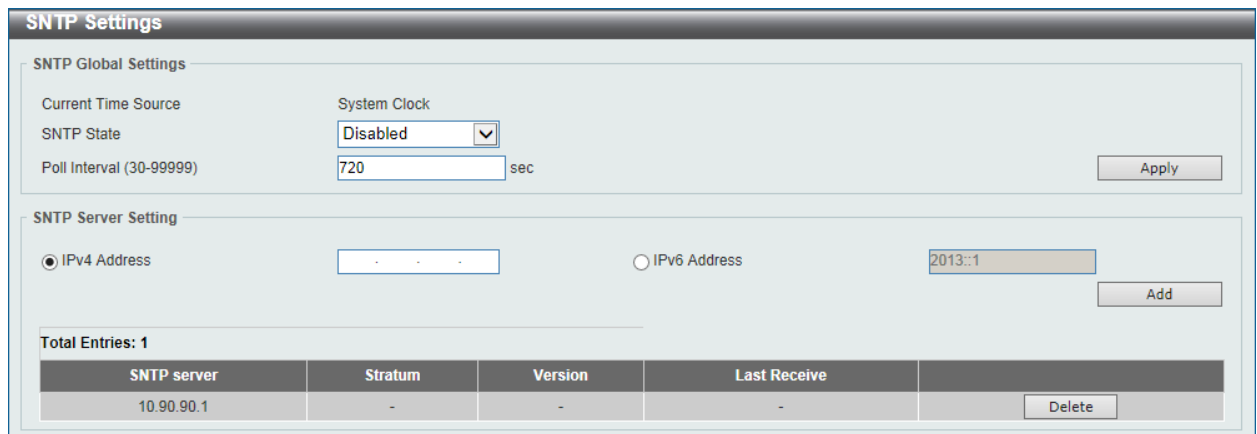 SNTP Settings
SNTP Global Settings
Current Time Source System Clock
SNTP State Disabled
Poll Interval (30-99999) 720 sec Apply
SNTP Server Setting
IPv4 Address . . . IPv6 Address 2013::1
Add
Total Entries: 1
SNTP server Stratum Version Last Receive
10.90.90.1 - - - Delete